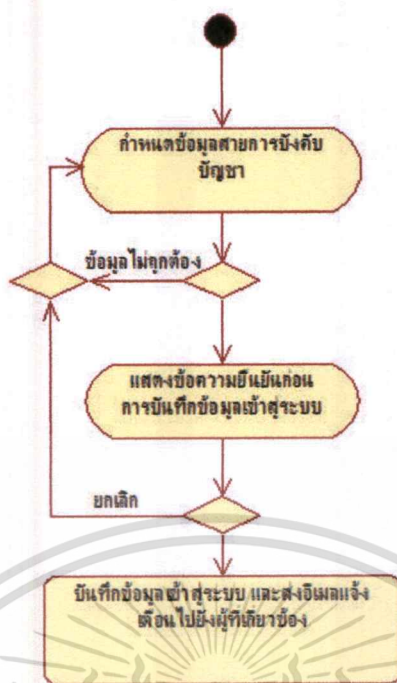 กำหนดข้อมูลสายการบังคับ
บัญชา
ข้อมูลไม่ถูกต้อง
แสดงข้อความยืนยันก่อน
การบันทึกข้อมูลเข้าสู่ระบบ
ยกเลิก
บันทึกข้อมูลเข้าสู่ระบบ และส่งอีเมลแจ้ง
เตือนไปยังผู้ที่เกี่ยวข้อง